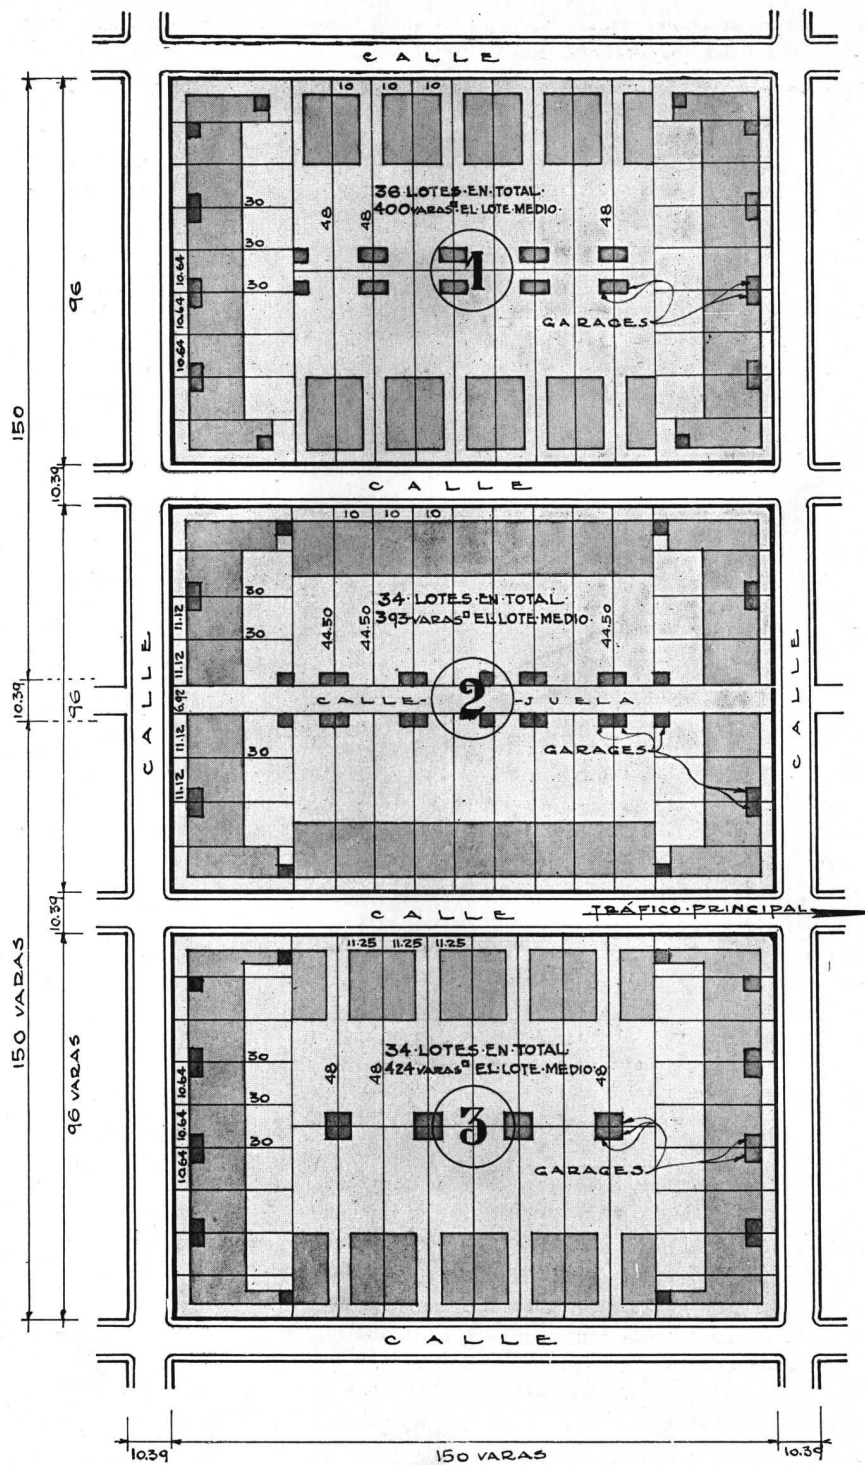 CALLE
10 10 10
36·LOTES·EN·TOTAL·
400 VARAS□·EL·LOTE·MEDIO·
48 48 48
30
30
30
10.64
10.64
10.64
1
GARAGES
96
150
10.39
CALLE
10 10 10
34·LOTES·EN·TOTAL·
393·VARAS□ EL·LOTE·MEDIO·
44.50 44.50 44.50
30
30
30
11.12
11.12
6.92
11.12
11.12
CALLE-JUELA
2
GARAGES
CALLE
CALLE
10.39
96
10.39
CALLE
TRÁFICO·PRINCIPAL
11.25 11.25 11.25
34·LOTES·EN·TOTAL
424 VARAS□ EL·LOTE·MEDIO·
48 48 48
30
30
30
10.64
10.64
10.64
3
GARAGES
150 VARAS
96 VARAS
CALLE
10.39 150 VARAS 10.39